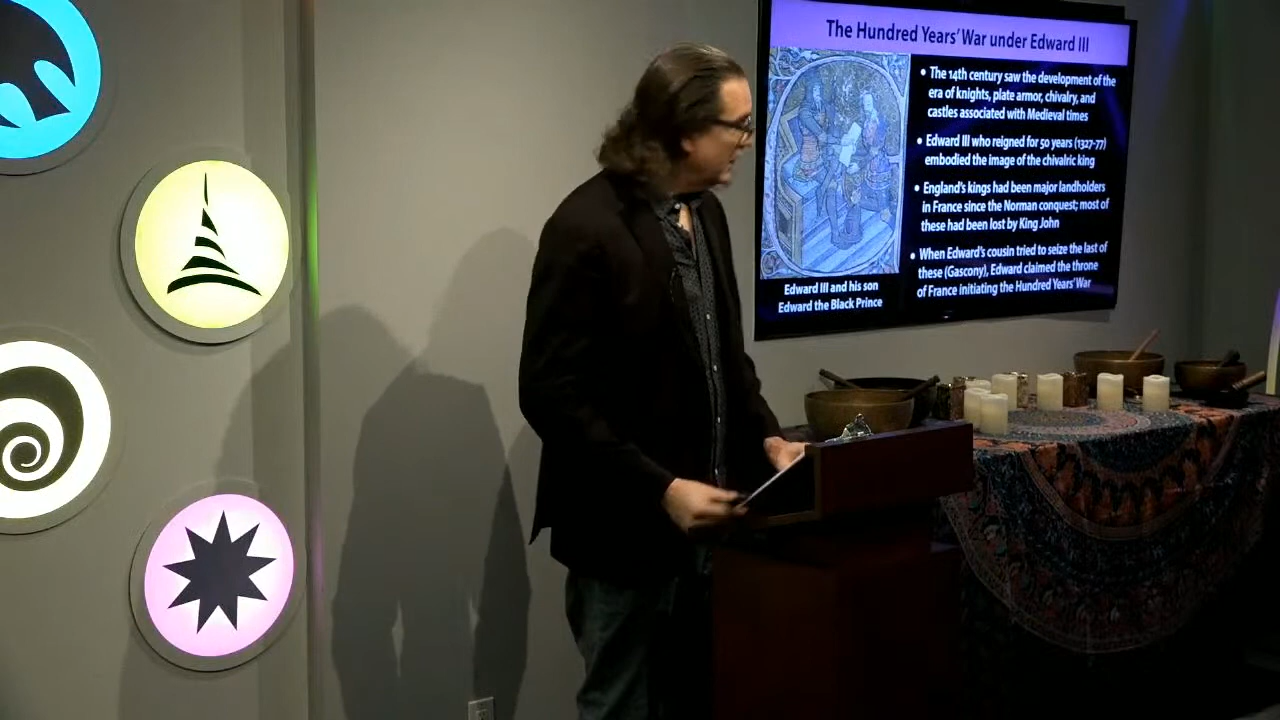 The Hundred Years' War under Edward III
• The 14th century saw the development of the
era of knights, plate armor, chivalry, and
castles associated with Medieval times
• Edward III who reigned for 50 years (1327-77)
embodied the image of the chivalric king
• England's kings had been major landholders
in France since the Norman conquest; most of
these had been lost by King John
• When Edward's cousin tried to seize the last of
these (Gascony), Edward claimed the throne
of France initiating the Hundred Years' War
Edward III and his son
Edward the Black Prince